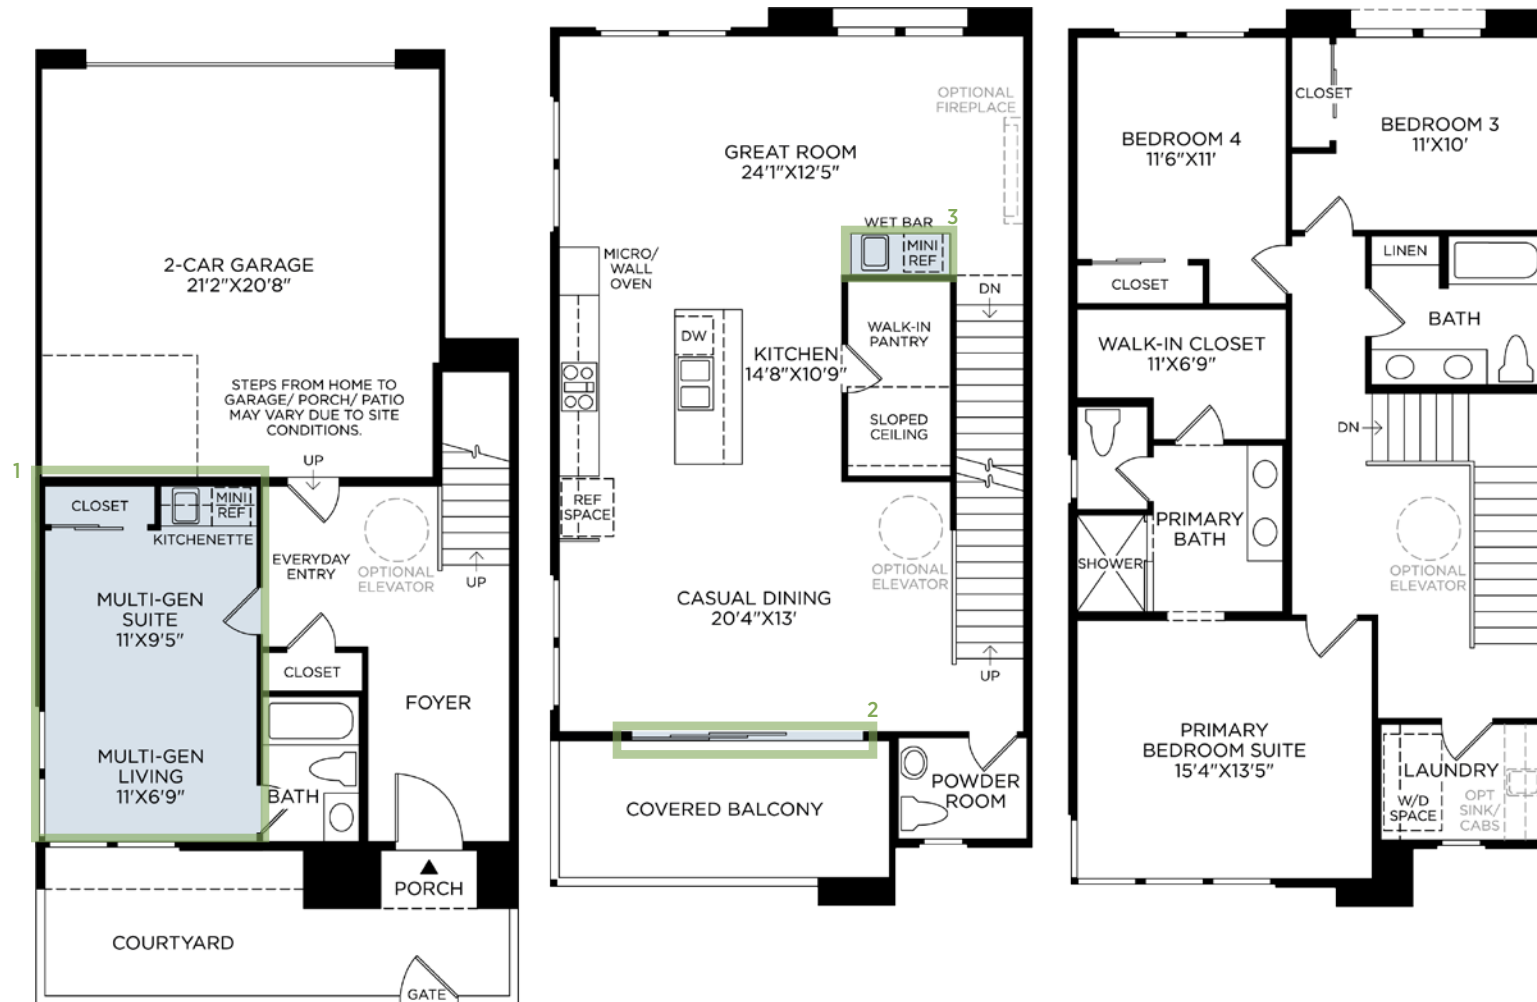 2-CAR GARAGE
21'2"X20'8"
STEPS FROM HOME TO
GARAGE/ PORCH/ PATIO
MAY VARY DUE TO SITE
CONDITIONS.
UP
1
CLOSET
MINI
REF
KITCHENETTE
EVERYDAY
ENTRY
OPTIONAL
ELEVATOR
UP
MULTI-GEN
SUITE
11'X9'5"
CLOSET
FOYER
MULTI-GEN
LIVING
11'X6'9"
BATH
PORCH
COURTYARD
GATE
OPTIONAL
FIREPLACE
GREAT ROOM
24'1"X12'5"
WET BAR
3
MINI
REF
MICRO/
WALL
OVEN
DN
DW
WALK-IN
PANTRY
KITCHEN
14'8"X10'9"
SLOPED
CEILING
REF
SPACE
OPTIONAL
ELEVATOR
CASUAL DINING
20'4"X13'
UP
2
COVERED BALCONY
POWDER
ROOM
CLOSET
BEDROOM 3
11'X10'
BEDROOM 4
11'6"X11'
LINEN
CLOSET
BATH
WALK-IN CLOSET
11'X6'9"
DN
PRIMARY
BATH
SHOWER
OPTIONAL
ELEVATOR
PRIMARY
BEDROOM SUITE
15'4"X13'5"
LAUNDRY
W/D
SPACE
OPT
SINK/
CABS